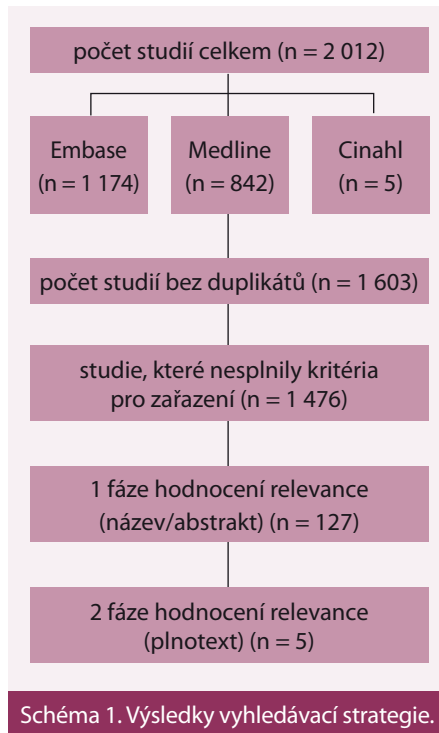 počet studií celkem (n = 2 012)
Embase
(n = 1 174)
Medline
(n = 842)
Cinahl
(n = 5)
počet studií bez duplikátů (n = 1 603)
studie, které nesplnily kritéria
pro zařazení (n = 1 476)
1 fáze hodnocení relevance
(název/abstrakt) (n = 127)
2 fáze hodnocení relevance
(plnotext) (n = 5)
Schéma 1. Výsledky vyhledávací strategie.